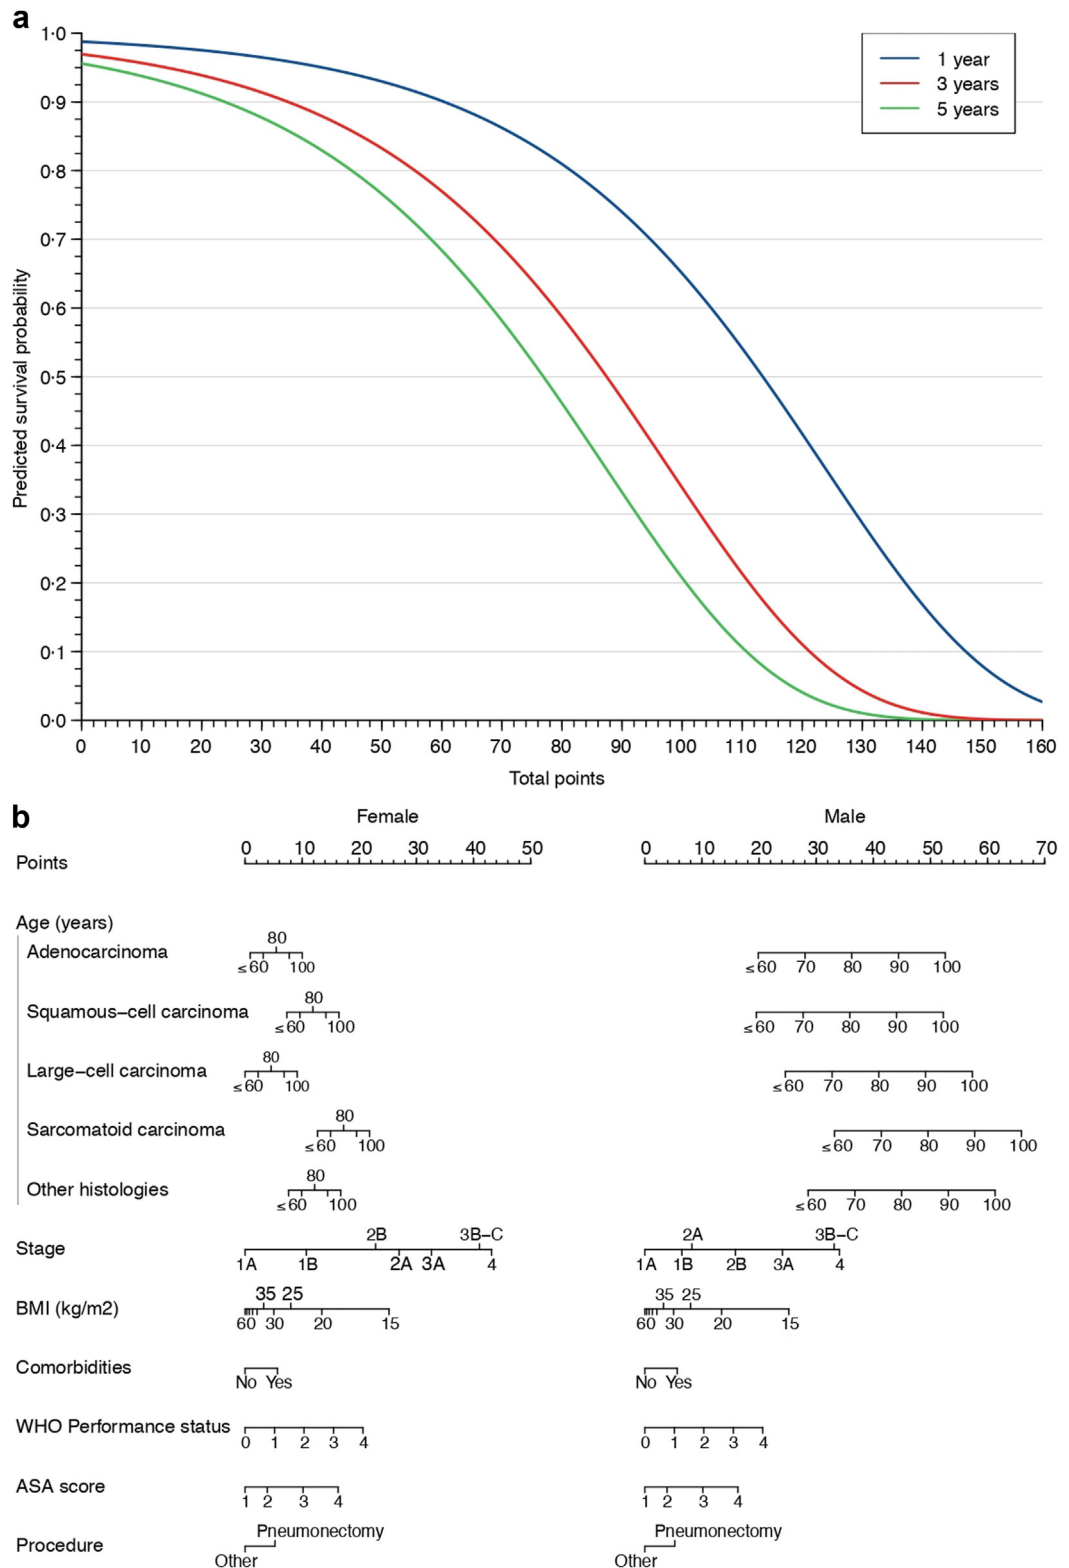 a
1·0
0·9
0·8
0·7
0·6
0·5
0·4
0·3
0·2
0·1
0·0
Predicted survival probability
1 year
3 years
5 years
0 10 20 30 40 50 60 70 80 90 100 110 120 130 140 150 160
Total points
b
Female Male
Points 0 10 20 30 40 50 0 10 20 30 40 50 60 70
Age (years)
80
Adenocarcinoma
≤60 100 ≤60 70 80 90 100
80
Squamous–cell carcinoma
≤60 100 ≤60 70 80 90 100
80
Large–cell carcinoma
≤60 100 ≤60 70 80 90 100
80
Sarcomatoid carcinoma
≤60 100 ≤60 70 80 90 100
80
Other histologies
≤60 100 ≤60 70 80 90 100
2B 3B–C 2A 3B–C
Stage
1A 1B 2A 3A 4 1A 1B 2B 3A 4
35 25 35 25
BMI (kg/m2)
60 30 20 15 60 30 20 15
Comorbidities
No Yes No Yes
WHO Performance status
0 1 2 3 4 0 1 2 3 4
ASA score
1 2 3 4 1 2 3 4
Pneumonectomy Pneumonectomy
Procedure
Other Other